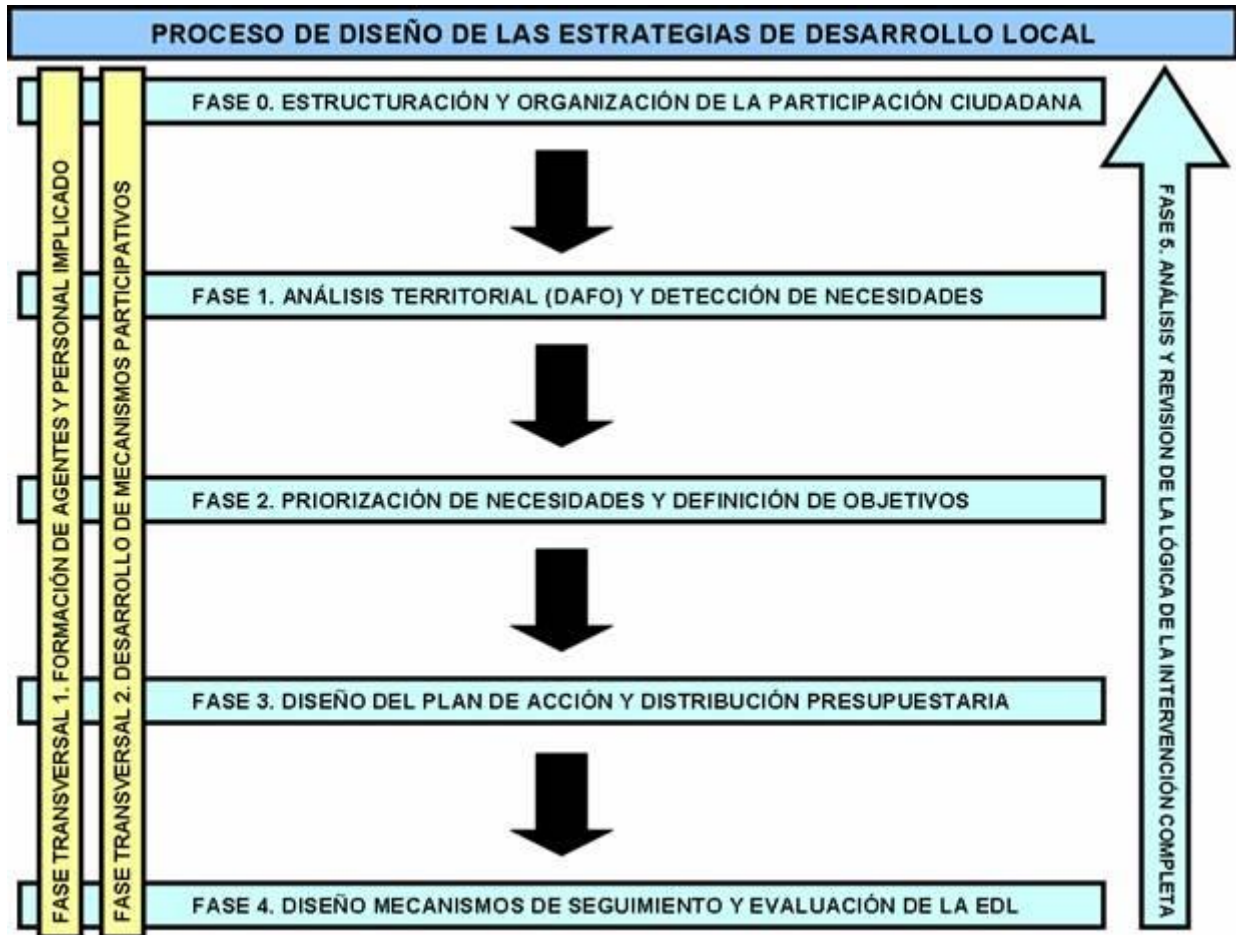 PROCESO DE DISEÑO DE LAS ESTRATEGIAS DE DESARROLLO LOCAL
FASE TRANSVERSAL 1. FORMACIÓN DE AGENTES Y PERSONAL IMPLICADO
FASE TRANSVERSAL 2. DESARROLLO DE MECANISMOS PARTICIPATIVOS
FASE 0. ESTRUCTURACIÓN Y ORGANIZACIÓN DE LA PARTICIPACIÓN CIUDADANA
FASE 1. ANÁLISIS TERRITORIAL (DAFO) Y DETECCIÓN DE NECESIDADES
FASE 2. PRIORIZACIÓN DE NECESIDADES Y DEFINICIÓN DE OBJETIVOS
FASE 3. DISEÑO DEL PLAN DE ACCIÓN Y DISTRIBUCIÓN PRESUPUESTARIA
FASE 4. DISEÑO MECANISMOS DE SEGUIMIENTO Y EVALUACIÓN DE LA EDL
FASE 5. ANÁLISIS Y REVISION DE LA LÓGICA DE LA INTERVENCIÓN COMPLETA